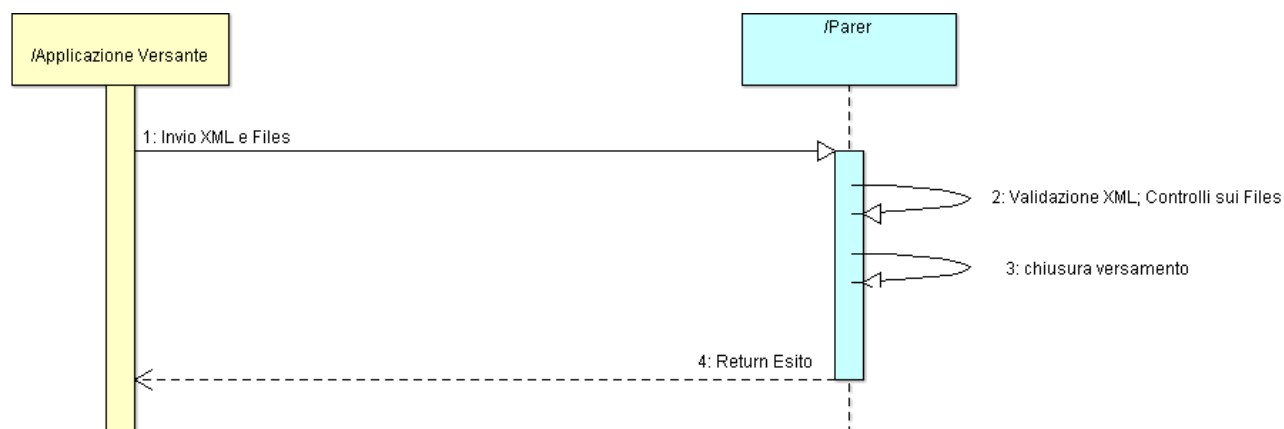 /Applicazione Versante
/Parer
1: Invio XML e Files
2: Validazione XML; Controlli sui Files
3: chiusura versamento
4: Return Esito